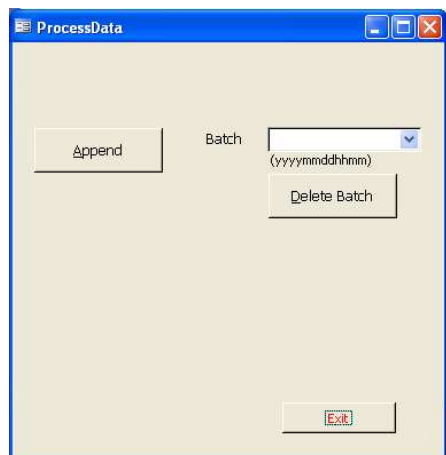 ProcessData
Append
Batch
(yyyymmddhhmm)
Delete Batch
Exit